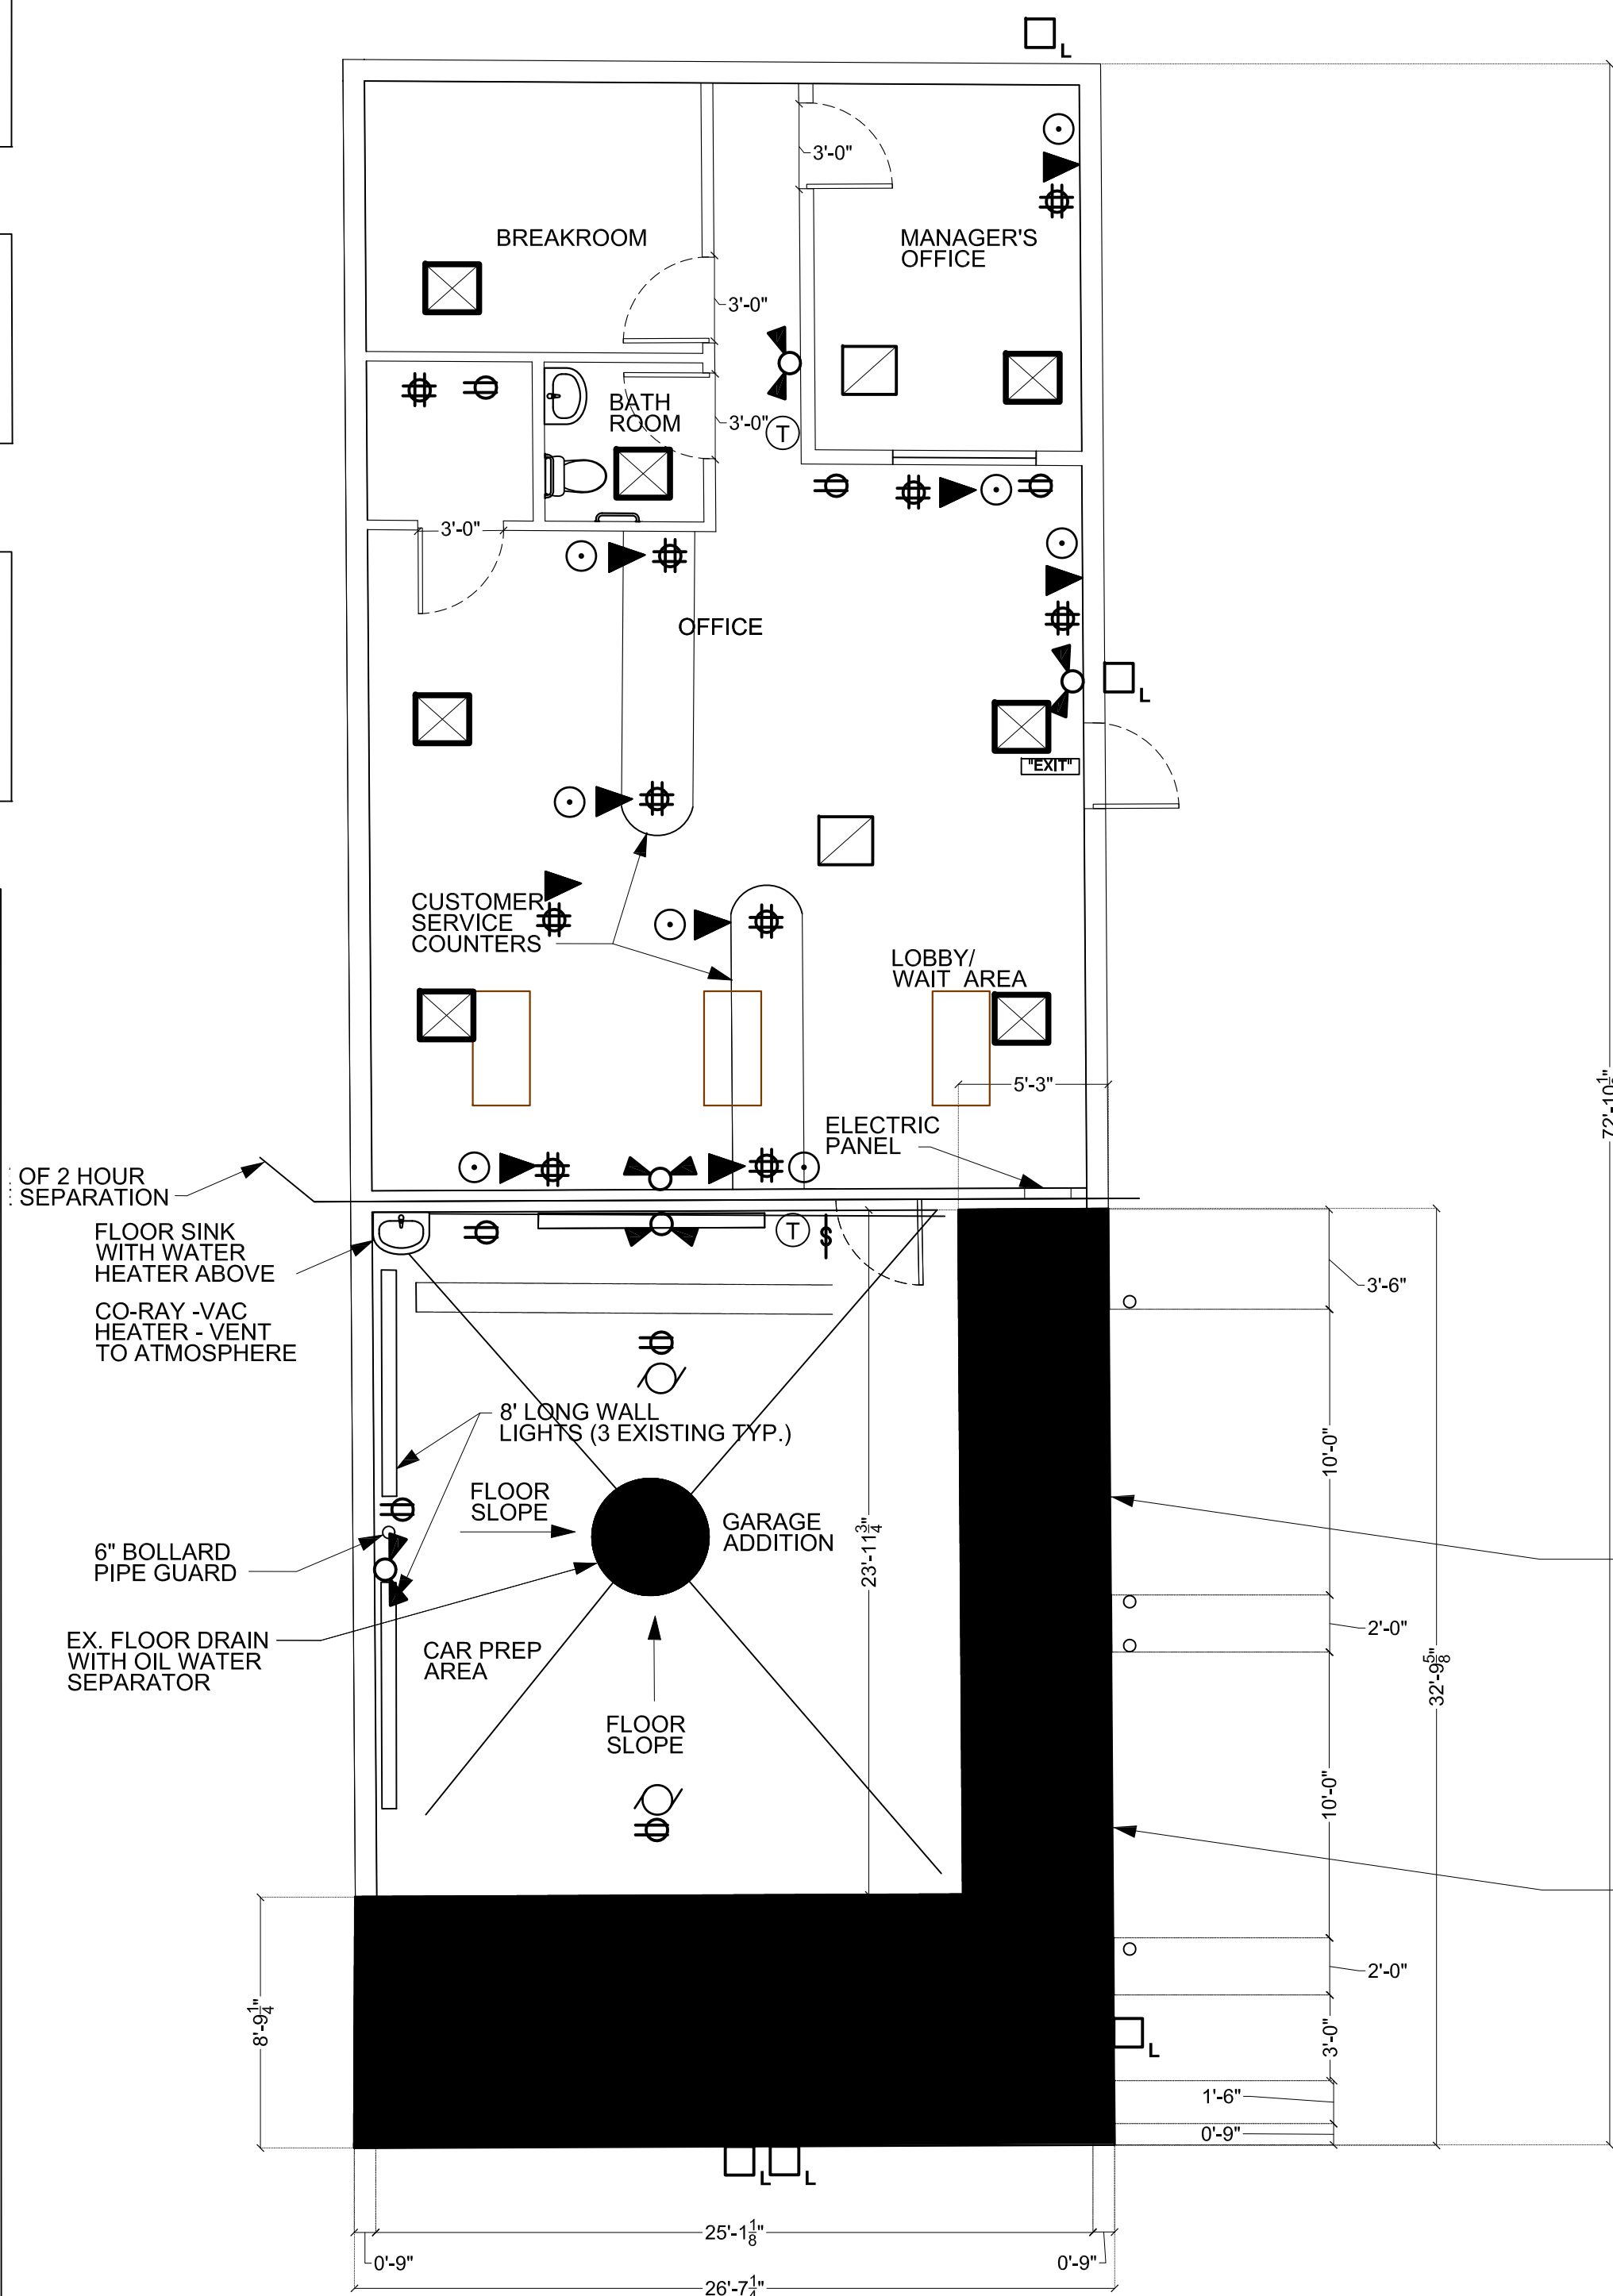 L
3'-0"
BREAKROOM
MANAGER'S
OFFICE
3'-0"
BATH
ROOM
3'-0"
T
3'-0"
OFFICE
L
"EXIT"
CUSTOMER
SERVICE
COUNTERS
LOBBY/
WAIT AREA
5'-3"
72'-10
ELECTRIC
PANEL
OF 2 HOUR
SEPARATION
FLOOR SINK
WITH WATER
HEATER ABOVE
T
$
CO-RAY -VAC
HEATER - VENT
TO ATMOSPHERE
3'-6"
8' LONG WALL
LIGHTS (3 EXISTING TYP.)
10'-0"
FLOOR
SLOPE
GARAGE
ADDITION
23'-11 3/4"
6" BOLLARD
PIPE GUARD
EX. FLOOR DRAIN
WITH OIL WATER
SEPARATOR
CAR PREP
AREA
2'-0"
32'-9 5/8"
FLOOR
SLOPE
10'-0"
2'-0"
8'-9 1/4"
3'-0"
L
1'-6"
0'-9"
L
L
25'-1 1/8"
0'-9"
0'-9"
26'-7 1/4"